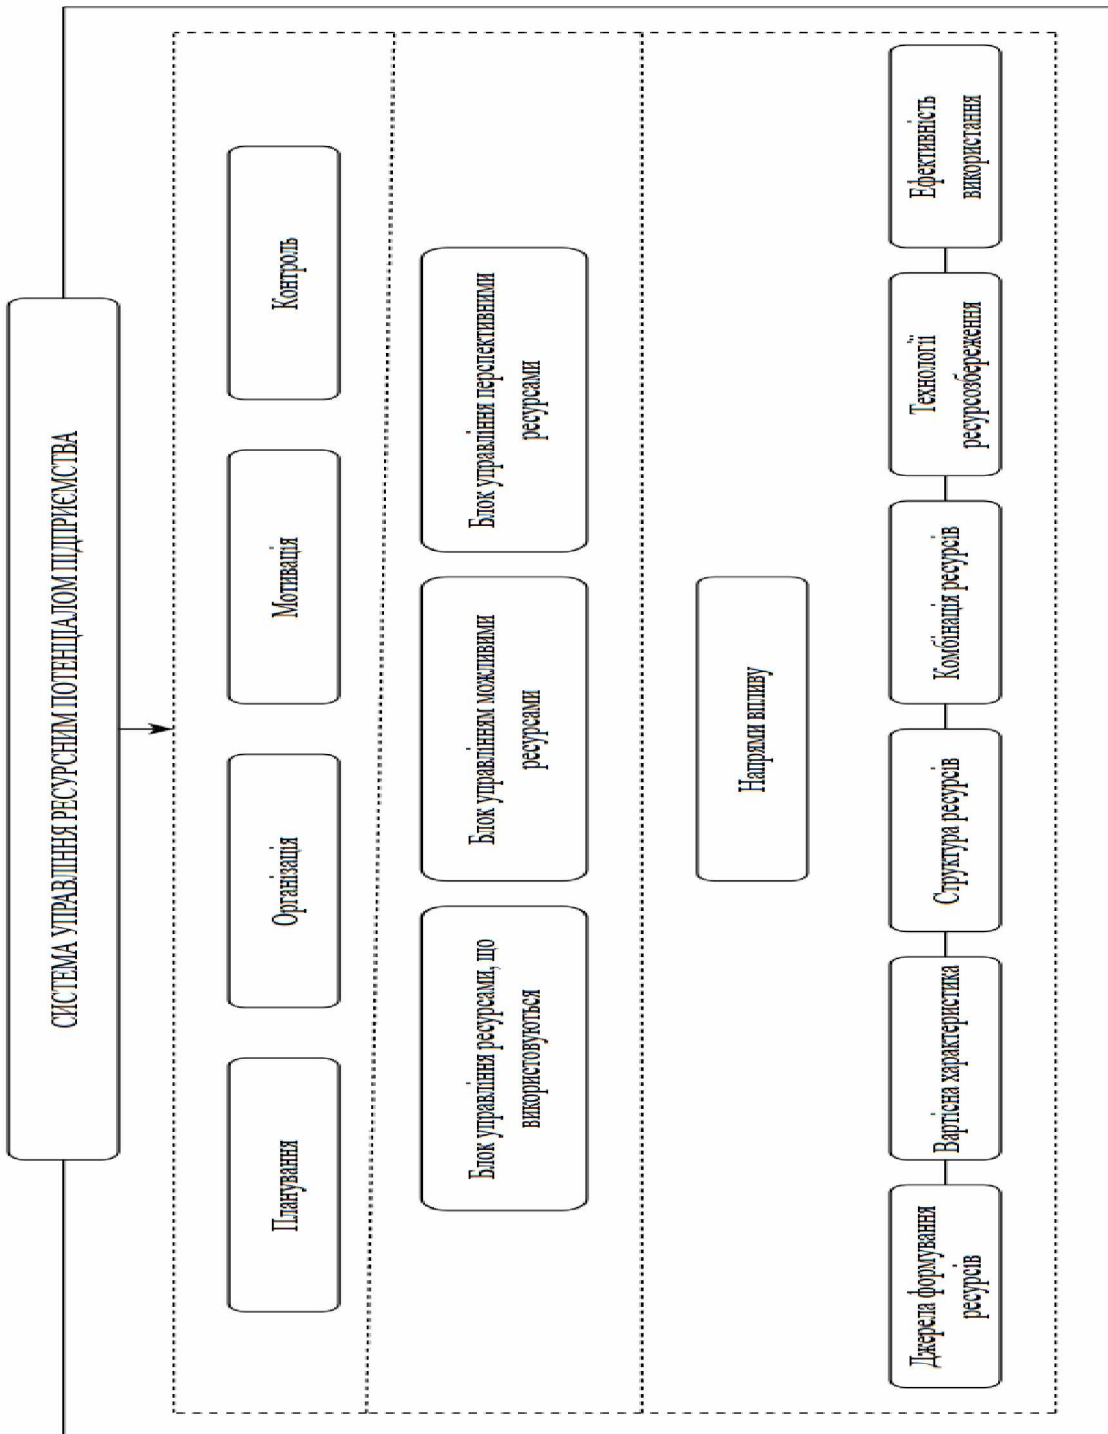 СИСТЕМА УПРАВЛІННЯ РЕСУРСНИМ ПОТЕНЦІАЛОМ ПІДПРИЄМСТВА
Планування
Організація
Мотивація
Контроль
Блок управління ресурсами, що
використовуються
Блок управлінням можливими
ресурсами
Блок управління перспективними
ресурсами
Напрями впливу
Джерела формування
ресурсів
Вартісна характеристика
Структура ресурсів
Комбінація ресурсів
Технології
ресурсозбереження
Ефективність
використання